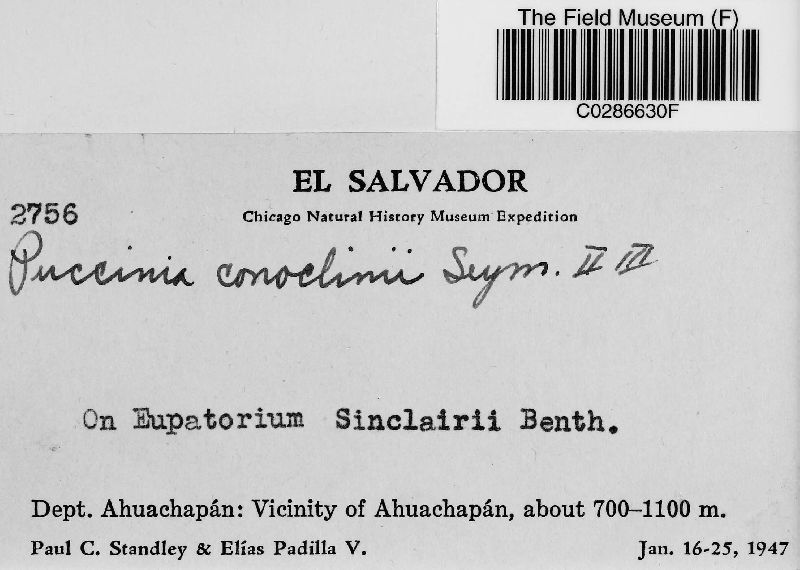 The Field Museum (F)
C0286630F
EL SALVADOR
2756
Chicago Natural History Museum Expedition
Puccinia conoclinii Seym. II III
On Eupatorium Sinclairii Benth.
Dept. Ahuachapán: Vicinity of Ahuachapán, about 700–1100 m.
Paul C. Standley & Elías Padilla V.
Jan. 16-25, 1947